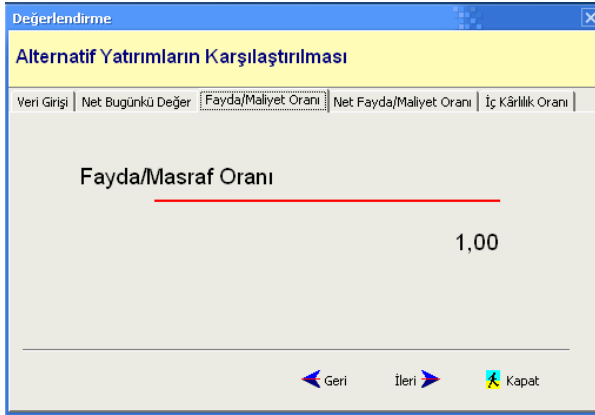 Değerlendirme
Alternatif Yatırımların Karşılaştırılması
Veri Girişi Net Bugünkü Değer Fayda/Maliyet Oranı Net Fayda/Maliyet Oranı İç Kârlılık Oranı
Fayda/Masraf Oranı
1,00
Geri İleri Kapat